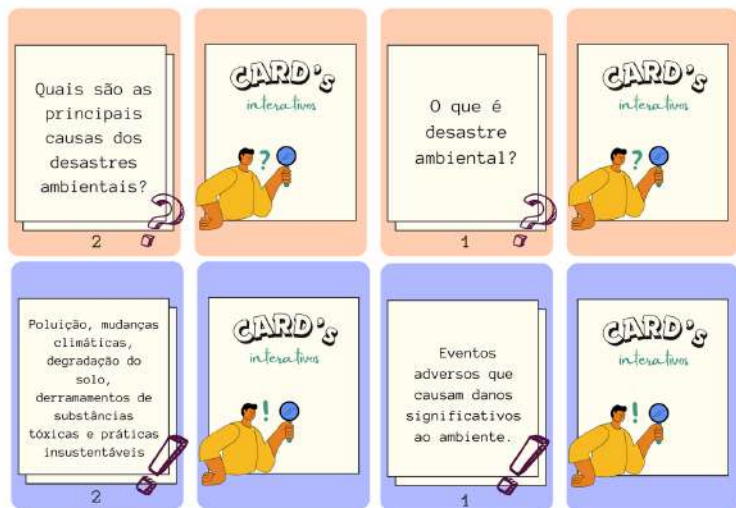 Quais são as
principais
causas dos
desastres
ambientais?
?
2
CARD's
interativos
?
O que é
desastre
ambiental?
?
1
CARD's
interativos
?
Poluição, mudanças
climáticas,
degradação do
solo,
derramamentos de
substâncias
tóxicas e práticas
insustentáveis
!
2
CARD's
interativos
!
Eventos
adversos que
causam danos
significativos
ao ambiente.
!
1
CARD's
interativos
!